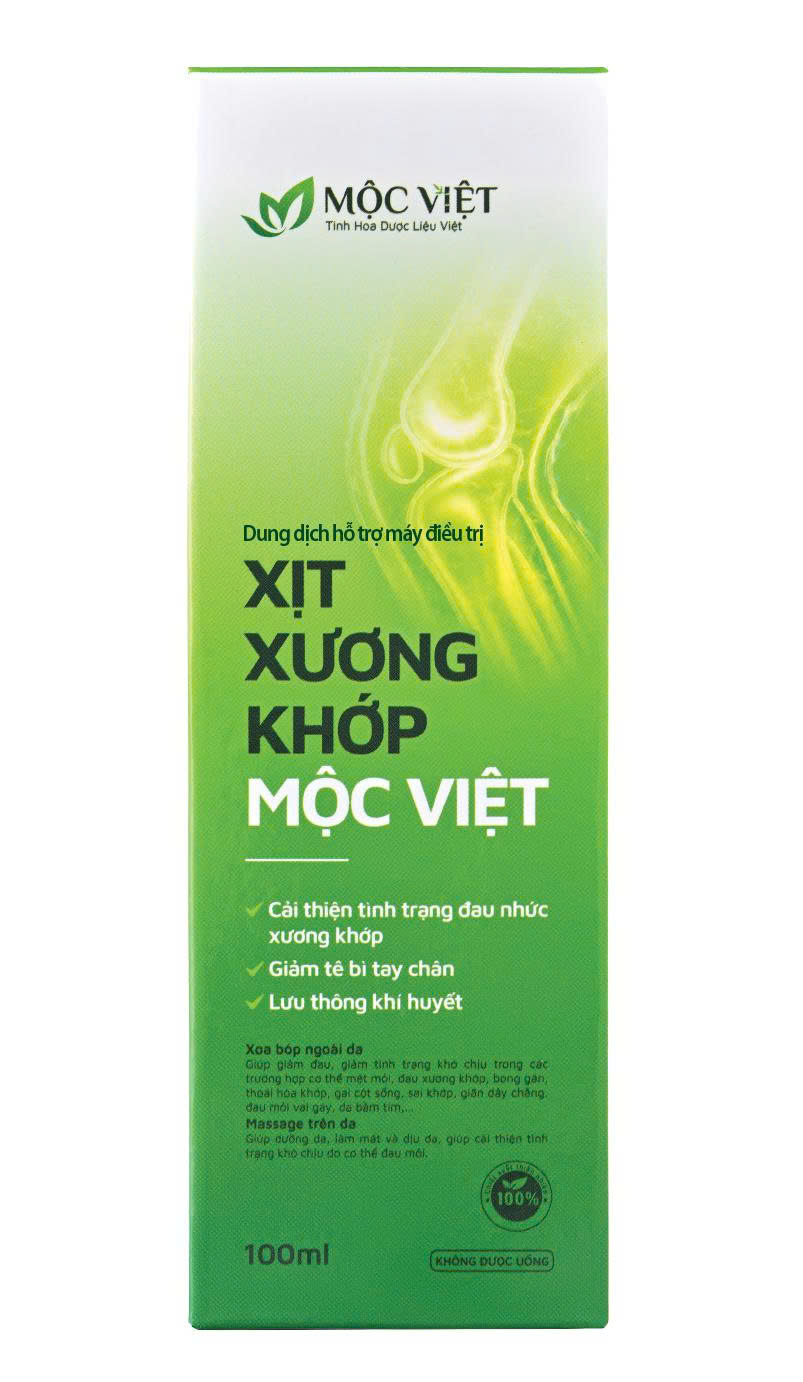 MỘC VIỆT
Tinh Hoa Dược Liệu Việt
Dung dịch hỗ trợ máy điều trị
XỊT
XƯƠNG
KHỚP
MỘC VIỆT
Cải thiện tình trạng đau nhức
xương khớp
Giảm tê bì tay chân
Lưu thông khí huyết
Xoa bóp ngoài da
Giúp giảm đau, giảm tình trạng khó chịu trong các
trường hợp cơ thể mệt mỏi, đau xương khớp, bong gân,
thoái hóa khớp, gai cột sống, sai khớp, giãn dây chằng,
đau mỏi vai gáy, da bầm tím,...
Massage trên da
Giúp dưỡng da, làm mát và dịu da, giúp cải thiện tình
trạng khó chịu do cơ thể đau mỏi.
100%
100ml
KHÔNG ĐƯỢC UỐNG